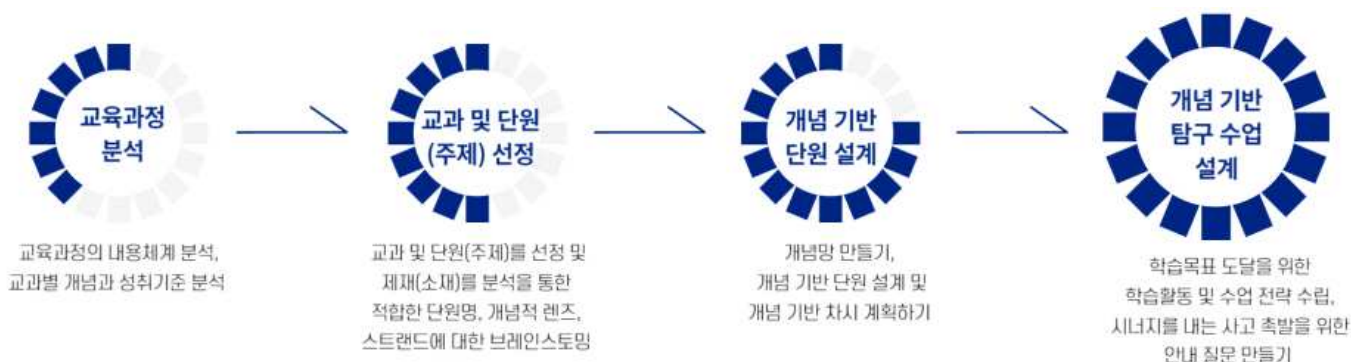 교육과정
분석
교육과정의 내용체계 분석,
교과별 개념과 성취기준 분석
교과 및 단원
(주제) 선정
교과 및 단원(주제)를 선정 및
제재(소재)를 분석을 통한
적합한 단원명, 개념적 렌즈,
스트랜드에 대한 브레인스토밍
개념 기반
단원 설계
개념망 만들기,
개념 기반 단원 설계 및
개념 기반 차시 계획하기
개념 기반
탐구 수업
설계
학습목표 도달을 위한
학습활동 및 수업 전략 수립,
시너지를 내는 사고 촉발을 위한
안내 질문 만들기